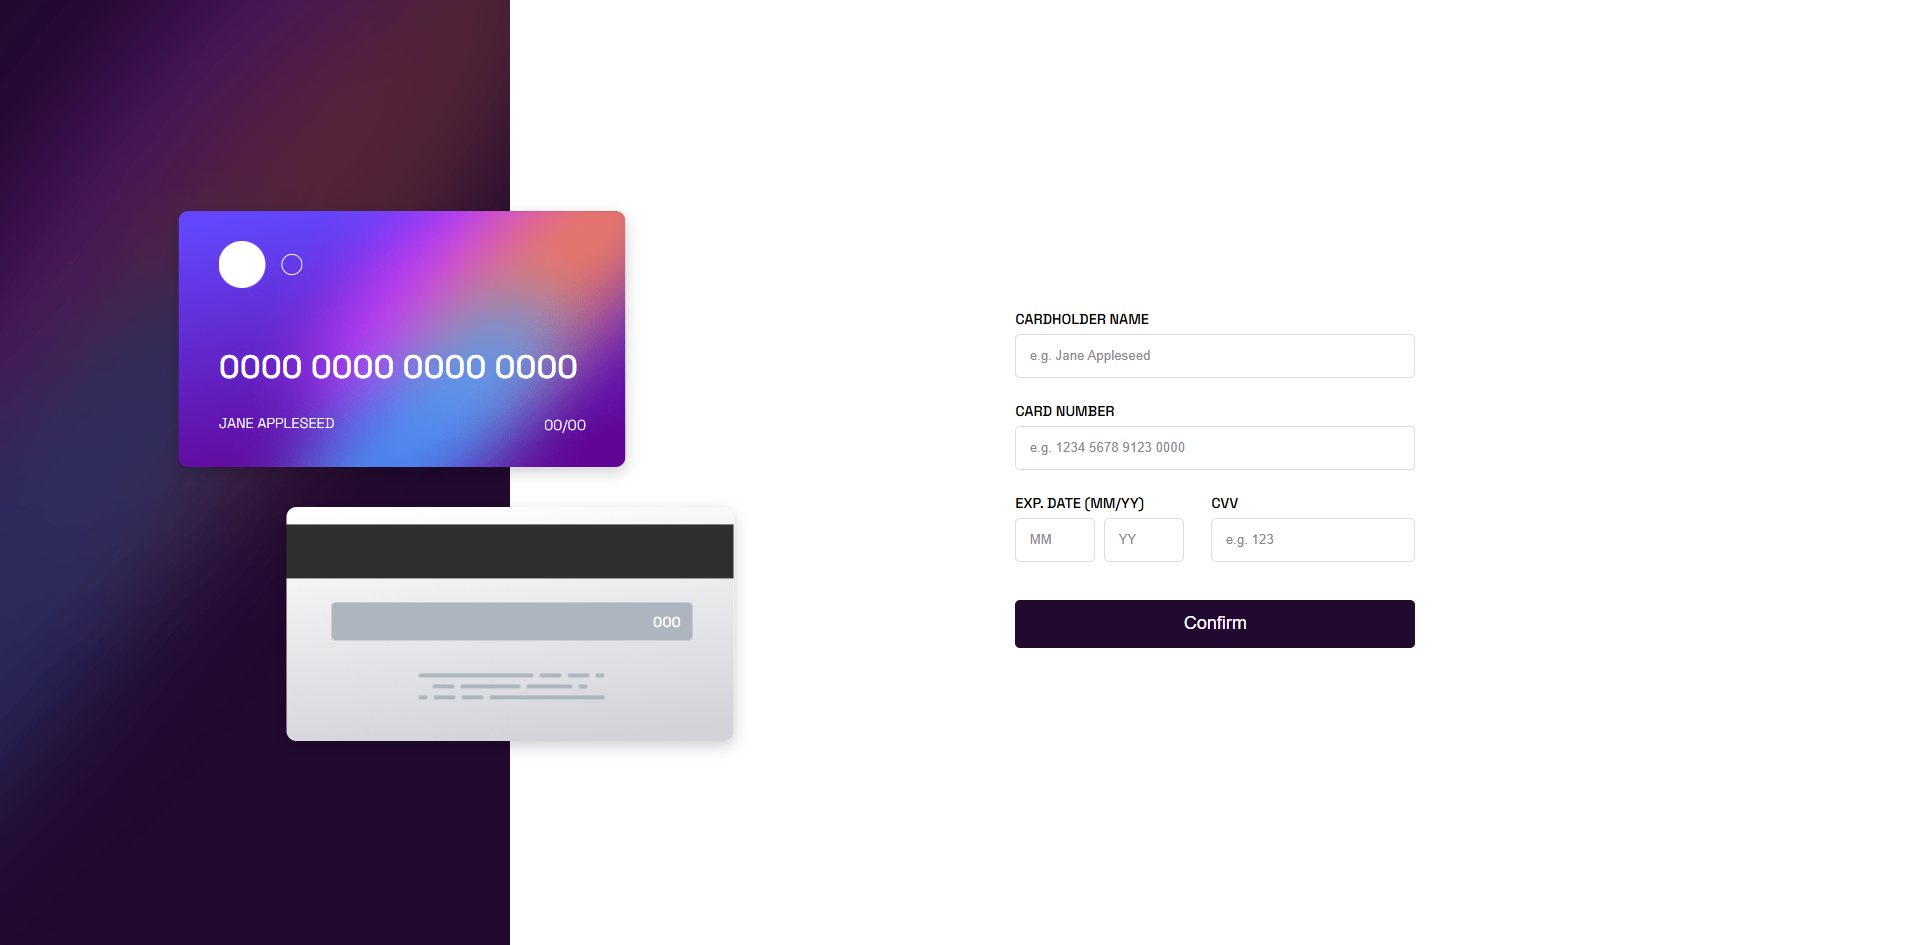 0000 0000 0000 0000
JANE APPLESEED
00/00
000
CARDHOLDER NAME
e.g. Jane Appleseed
CARD NUMBER
e.g. 1234 5678 9123 0000
EXP. DATE (MM/YY)
CVV
MM
YY
e.g. 123
Confirm